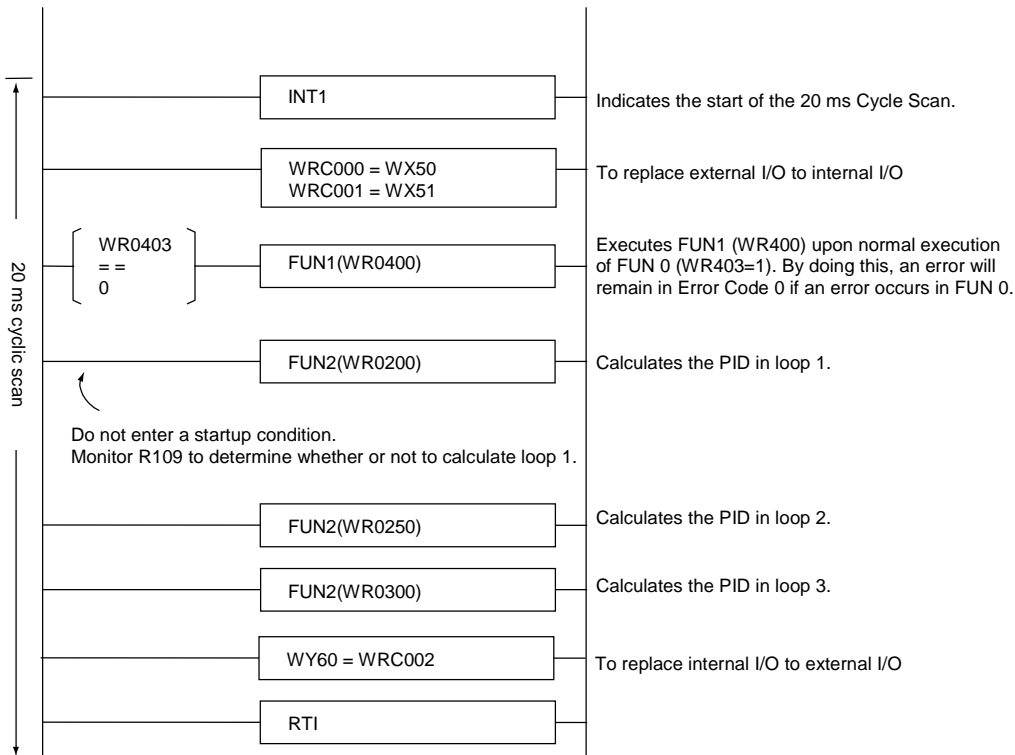 INT1
Indicates the start of the 20 ms Cycle Scan.
WRC000 = WX50
WRC001 = WX51
To replace external I/O to internal I/O
WR0403
= =
0
FUN1(WR0400)
Executes FUN1 (WR400) upon normal execution
of FUN 0 (WR403=1). By doing this, an error will
remain in Error Code 0 if an error occurs in FUN 0.
20 ms cyclic scan
FUN2(WR0200)
Calculates the PID in loop 1.
Do not enter a startup condition.
Monitor R109 to determine whether or not to calculate loop 1.
FUN2(WR0250)
Calculates the PID in loop 2.
FUN2(WR0300)
Calculates the PID in loop 3.
WY60 = WRC002
To replace internal I/O to external I/O
RTI